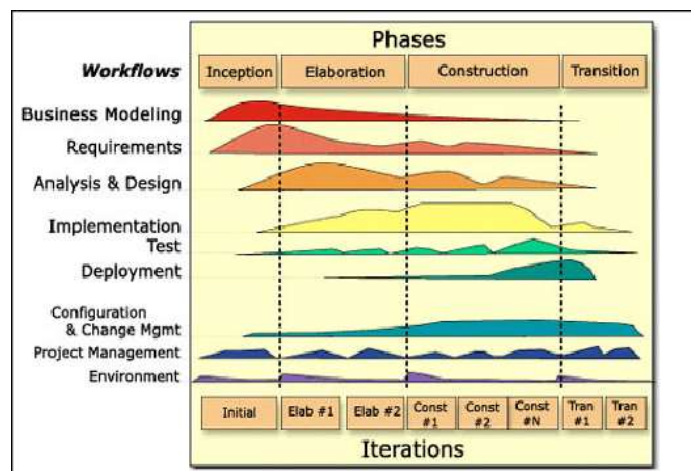 Phases
Workflows
Inception
Elaboration
Construction
Transition
Business Modeling
Requirements
Analysis & Design
Implementation
Test
Deployment
Configuration
& Change Mgmt
Project Management
Environment
Initial
Elab #1
Elab #2
Const
#1
Const
#2
Const
#N
Tran
#1
Tran
#2
Iterations